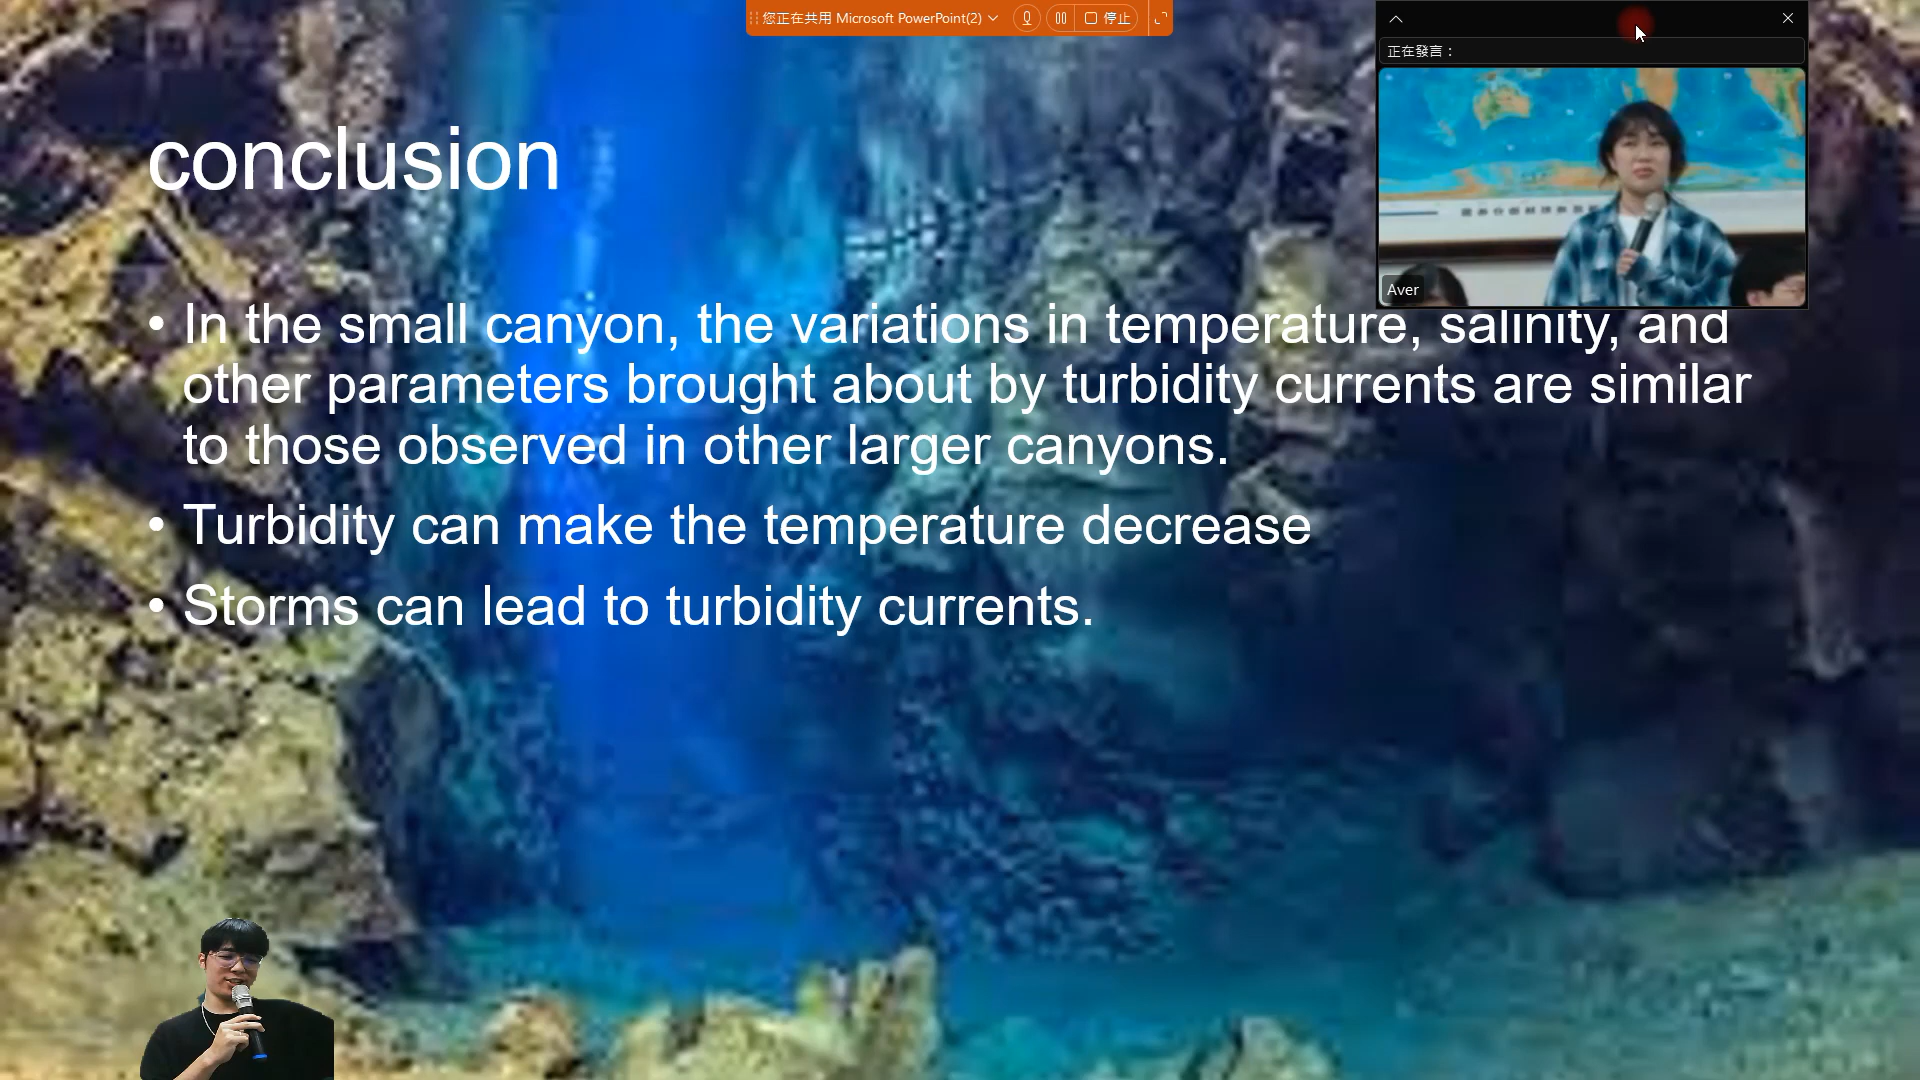 您正在共用 Microsoft PowerPoint(2)
停止
正在發言：
Aver
conclusion
• In the small canyon, the variations in temperature, salinity, and
other parameters brought about by turbidity currents are similar
to those observed in other larger canyons.
• Turbidity can make the temperature decrease
• Storms can lead to turbidity currents.